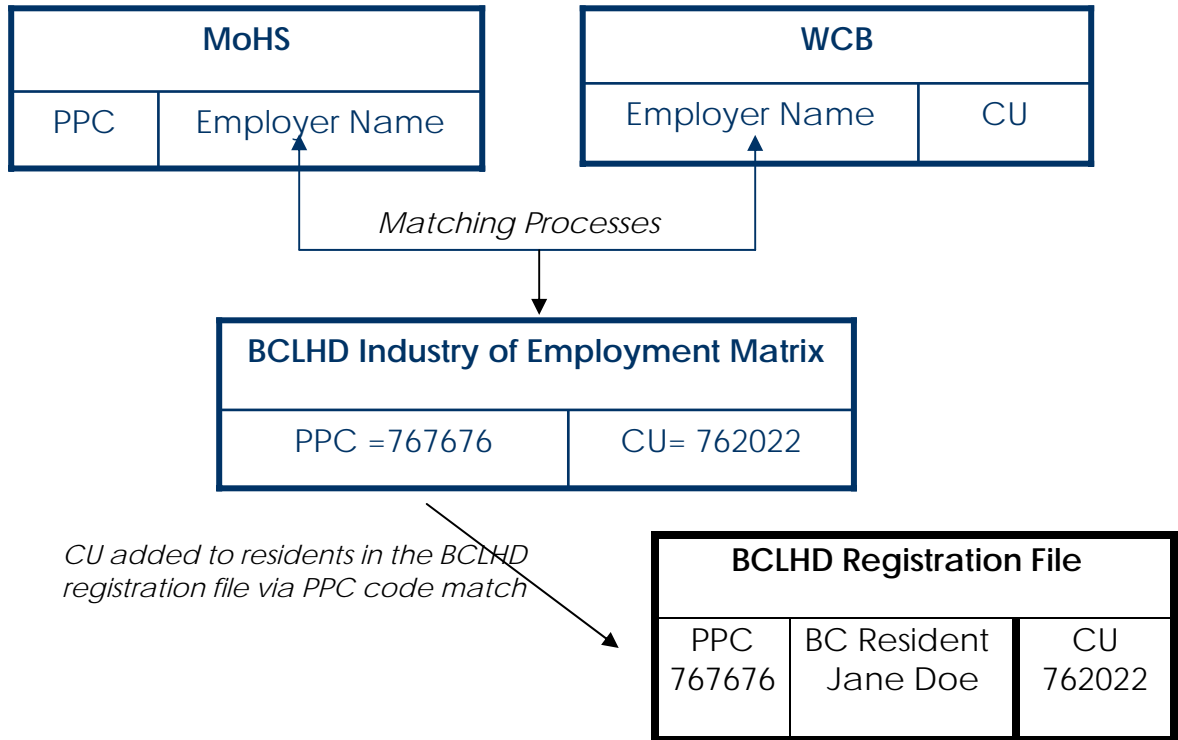 MoHS
PPC
Employer Name
WCB
Employer Name
CU
Matching Processes
BCLHD Industry of Employment Matrix
PPC =767676
CU= 762022
CU added to residents in the BCLHD
registration file via PPC code match
BCLHD Registration File
PPC
767676
BC Resident
Jane Doe
CU
762022